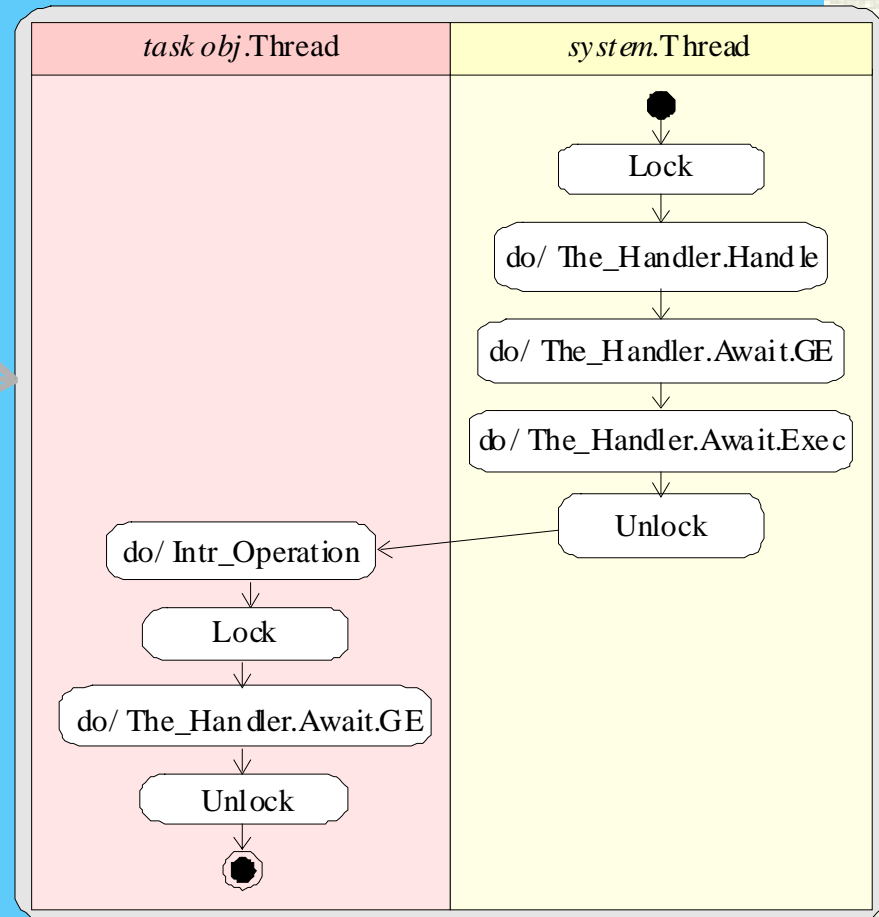 task obj.Thread
system.Thread
Lock
do/ The_Handler.Handle
do/ The_Handler.Await.GE
do/ The_Handler.Await.Exec
Unlock
do/ Intr_Operation
Lock
do/ The_Handler.Await.GE
Unlock